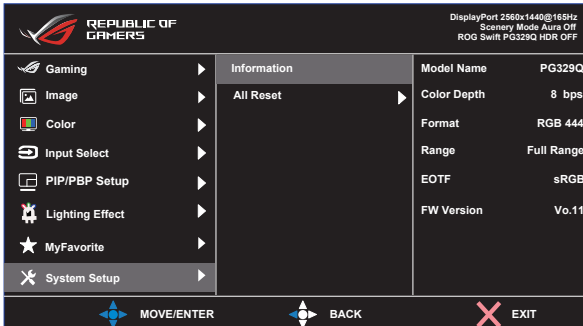 REPUBLIC OF
GAMERS
DisplayPort 2560x1440@165Hz
Scenery Mode Aura Off
ROG Swift PG329Q HDR OFF
Gaming
Image
Color
Input Select
PIP/PBP Setup
Lighting Effect
MyFavorite
System Setup
Information
All Reset
Model Name PG329Q
Color Depth 8 bps
Format RGB 444
Range Full Range
EOTF sRGB
FW Version Vo.11
MOVE/ENTER BACK EXIT